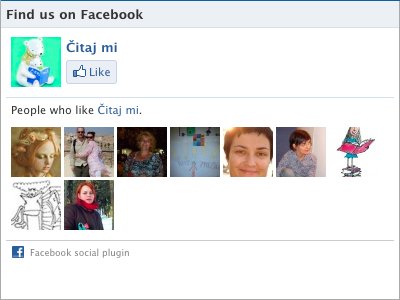 Find us on Facebook
Čitaj mi
Like
People who like Čitaj mi.
Facebook social plugin